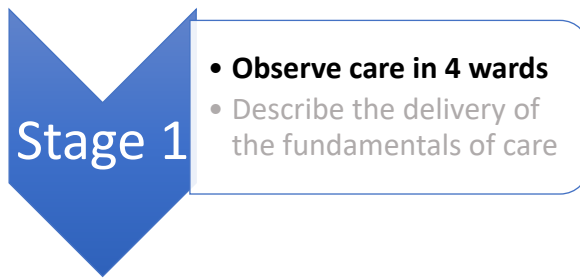 Stage 1
• Observe care in 4 wards
• Describe the delivery of
the fundamentals of care